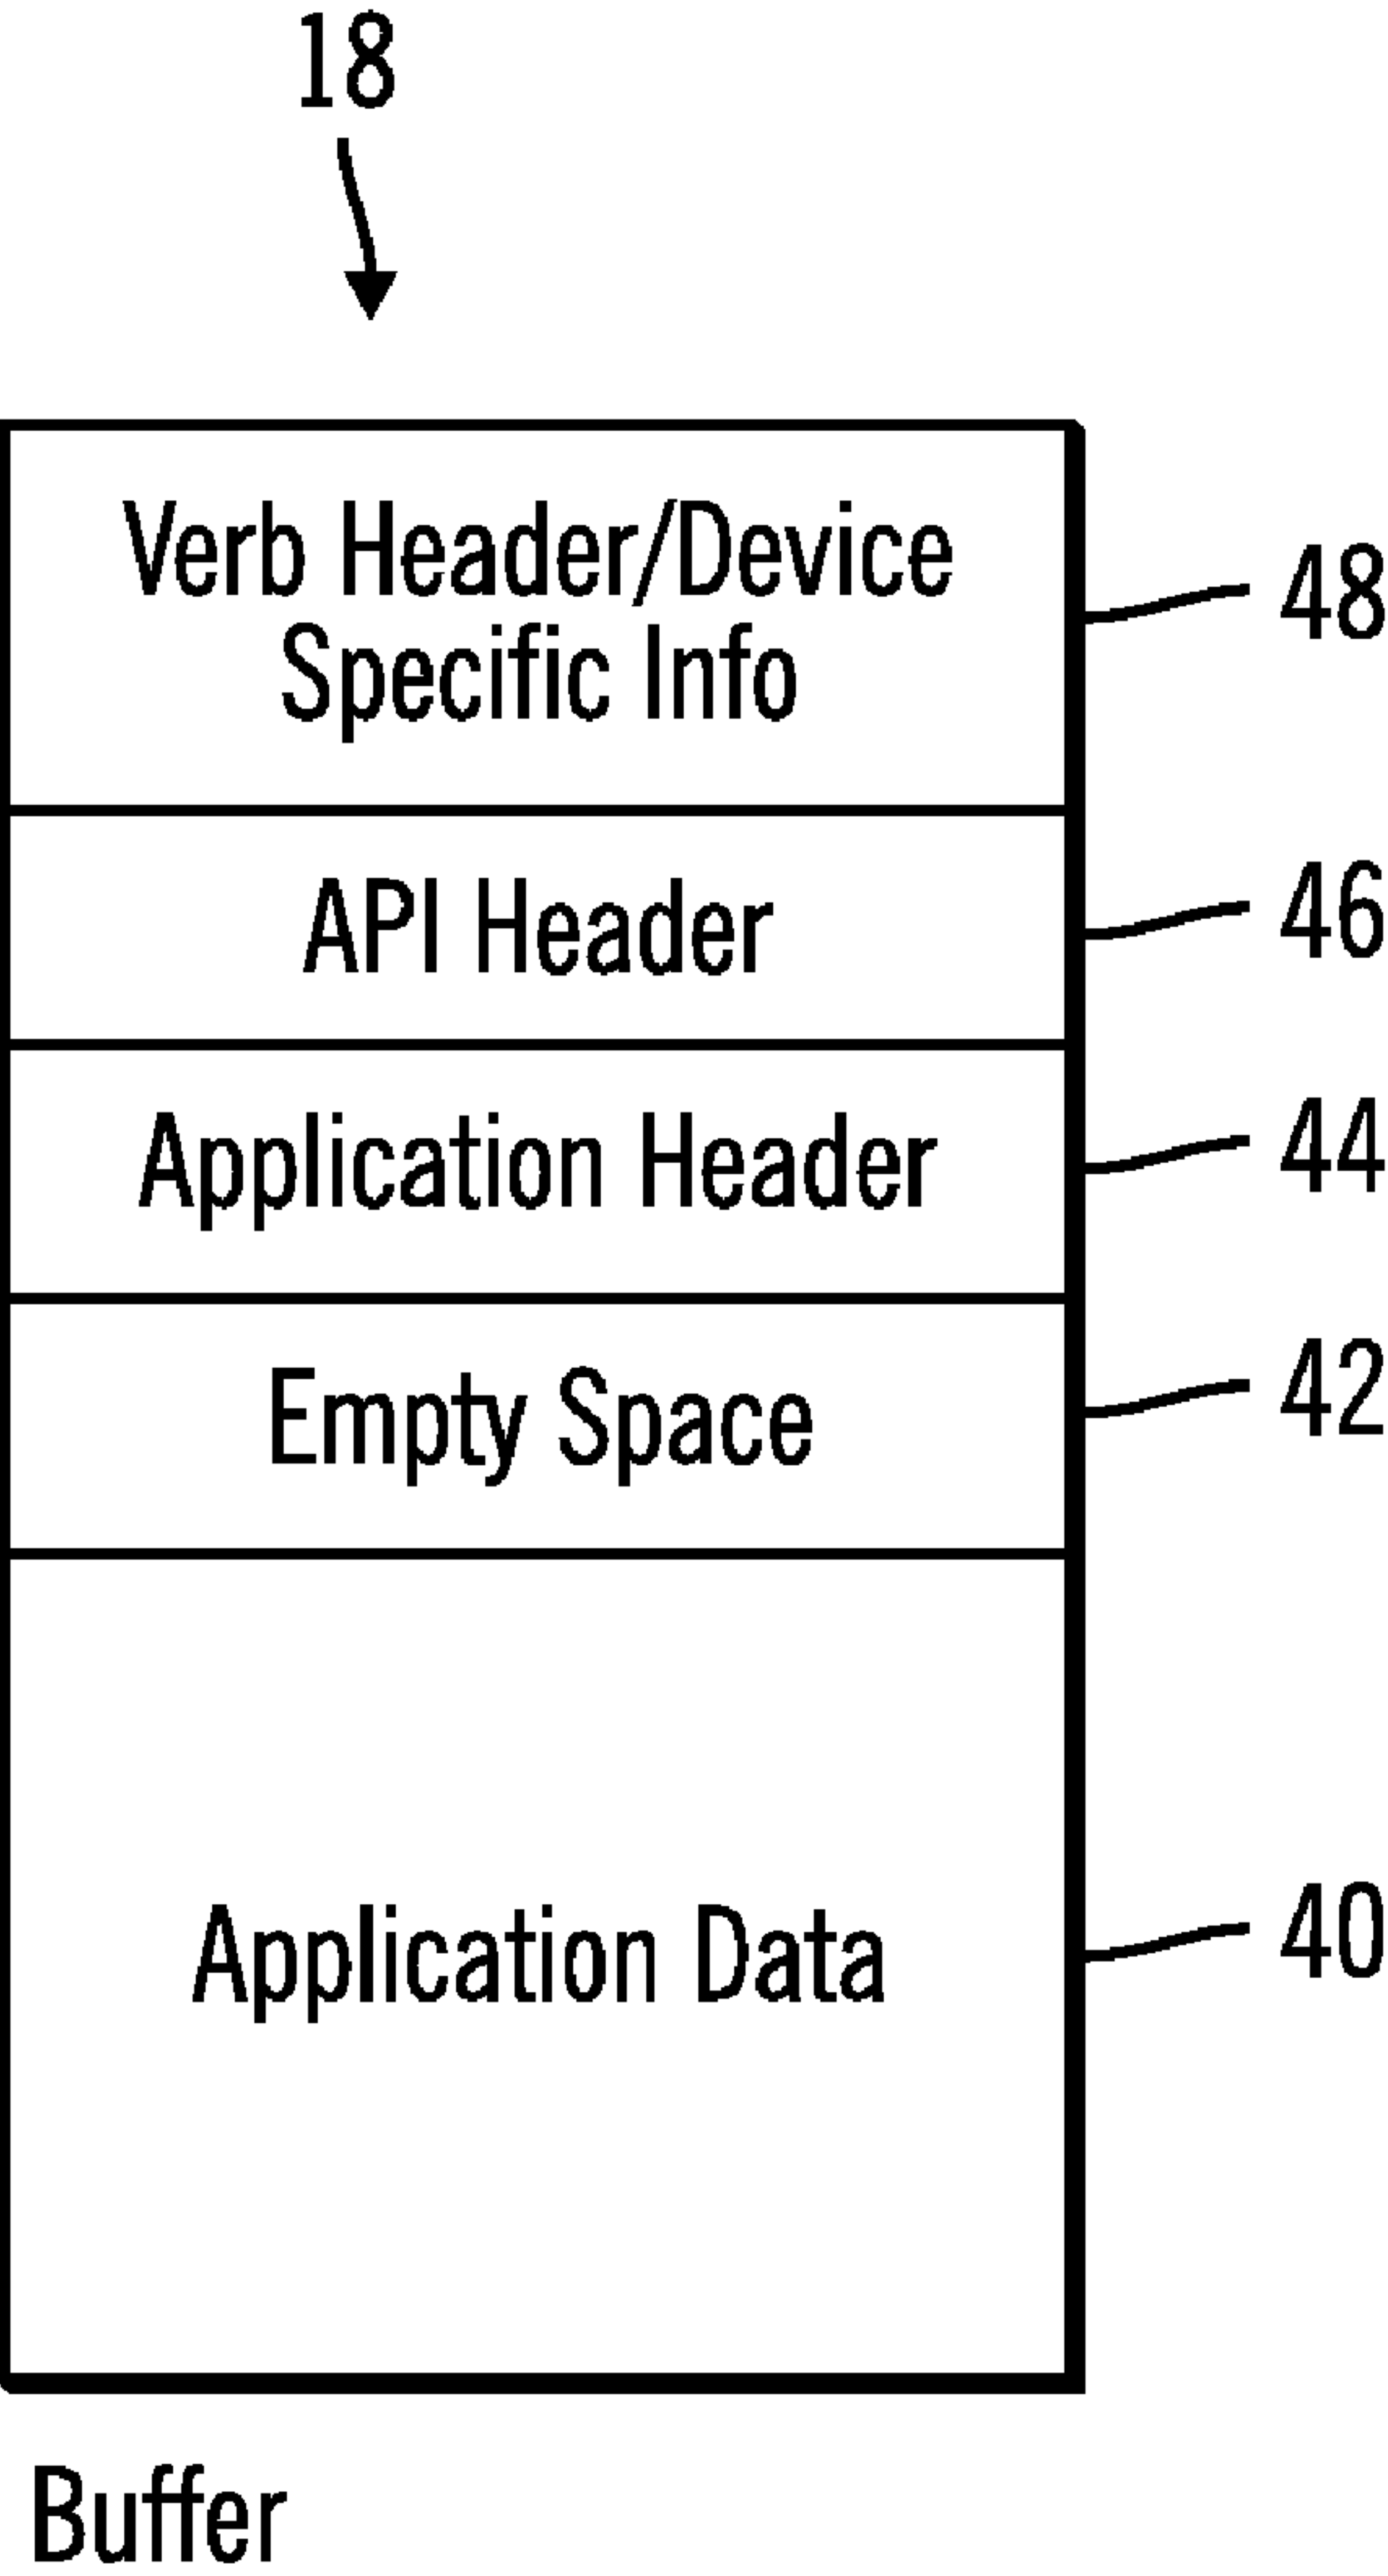 18
Verb Header/Device
Specific Info
48
API Header
46
Application Header
44
Empty Space
42
Application Data
40
Buffer